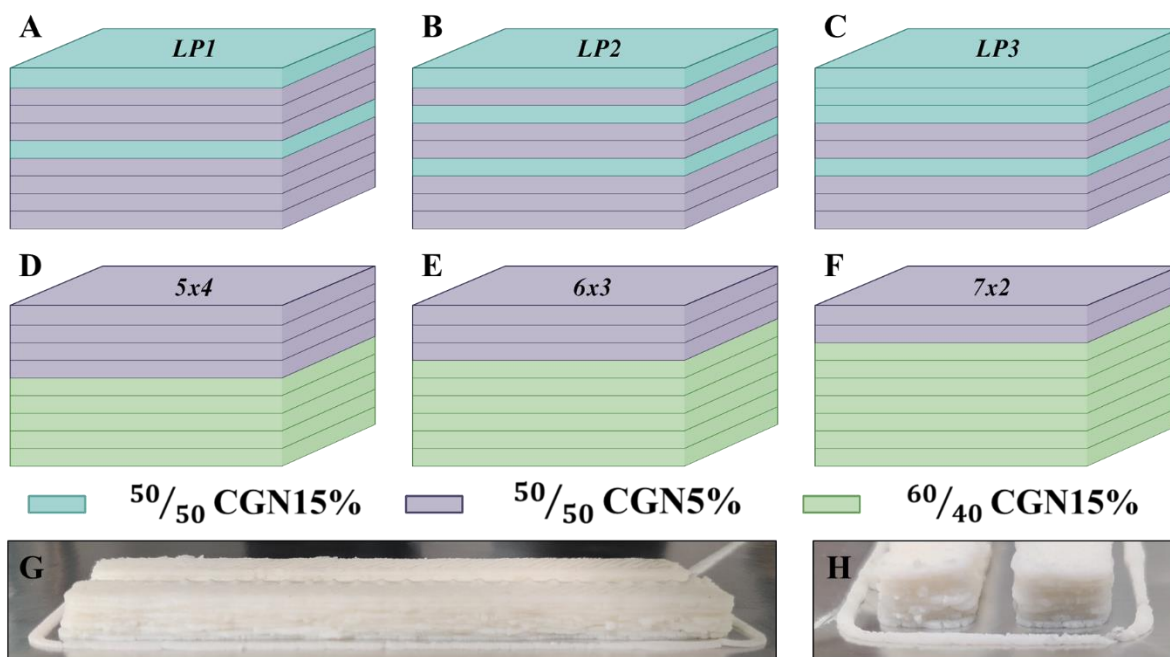 A B C
LP1 LP2 LP3
D E F
5x4 6x3 7x2
50/50 CGN15% 50/50 CGN5% 60/40 CGN15%
G H